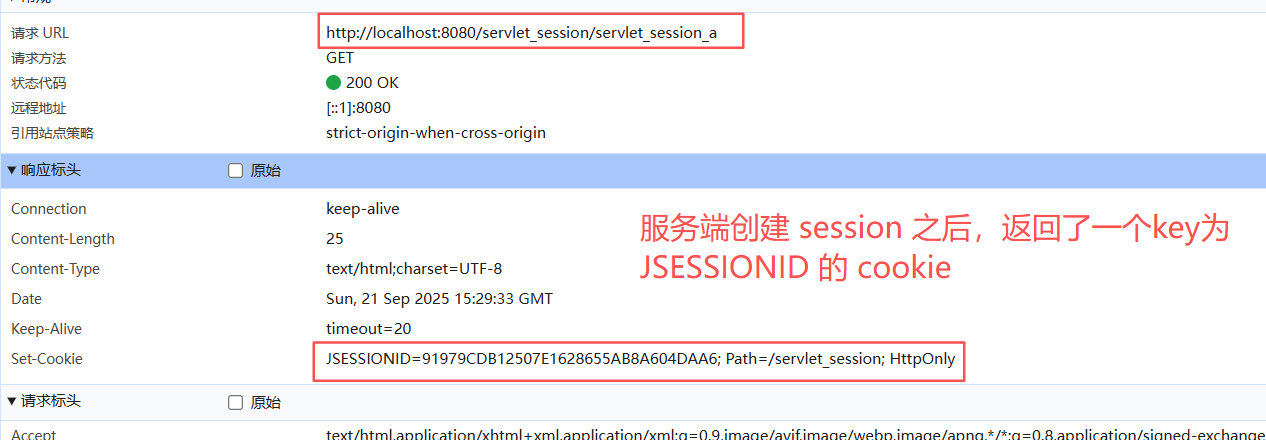 请求 URL http://localhost:8080/servlet_session/servlet_session_a
请求方法 GET
状态代码 200 OK
远程地址 [::1]:8080
引用站点策略 strict-origin-when-cross-origin
响应标头 原始
Connection keep-alive
Content-Length 25
Content-Type text/html;charset=UTF-8
Date Sun, 21 Sep 2025 15:29:33 GMT
Keep-Alive timeout=20
Set-Cookie JSESSIONID=91979CDB12507E1628655AB8A604DAA6; Path=/servlet_session; HttpOnly
服务端创建 session 之后，返回了一个key为
JSESSIONID 的 cookie
请求标头 原始
Accept text/html,application/xhtml+xml,application/xml;q=0.9,image/avif,image/webp,image/apng,*/*;q=0.8,application/signed-exchange